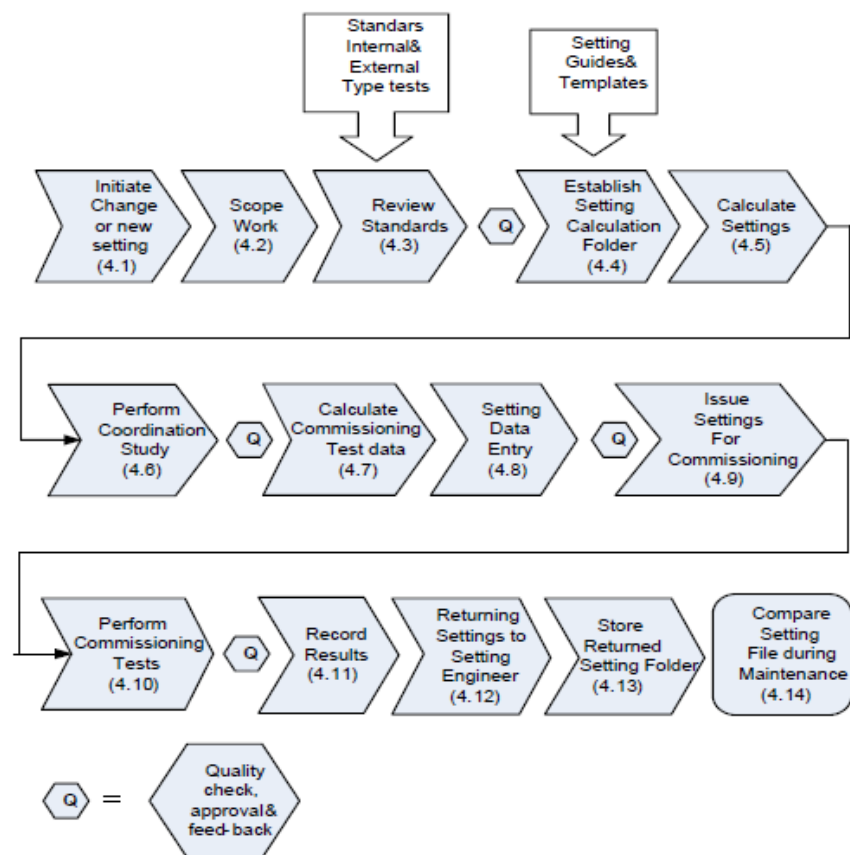 Standars
Internal&
External
Type tests
Setting
Guides&
Templates
Initiate
Change
or new
setting
(4.1)
Scope
Work
(4.2)
Review
Standards
(4.3)
Q
Establish
Setting
Calculation
Folder
(4.4)
Calculate
Settings
(4.5)
Perform
Coordination
Study
(4.6)
Q
Calculate
Commissioning
Test data
(4.7)
Setting
Data
Entry
(4.8)
Q
Issue
Settings
For
Commissioning
(4.9)
Perform
Commissioning
Tests
(4.10)
Q
Record
Results
(4.11)
Returning
Settings to
Setting
Engineer
(4.12)
Store
Returned
Setting Folder
(4.13)
Compare
Setting
File during
Maintenance
(4.14)
Q =
Quality
check,
approval&
feed-back